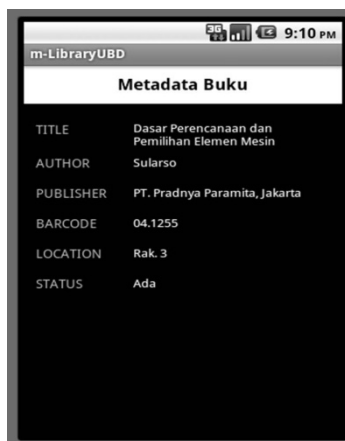 3G 9:10 PM
m-LibraryUBD
Metadata Buku
TITLE Dasar Perencanaan dan
Pemilihan Elemen Mesin
AUTHOR Sularso
PUBLISHER PT. Pradnya Paramita, Jakarta
BARCODE 04.1255
LOCATION Rak. 3
STATUS Ada